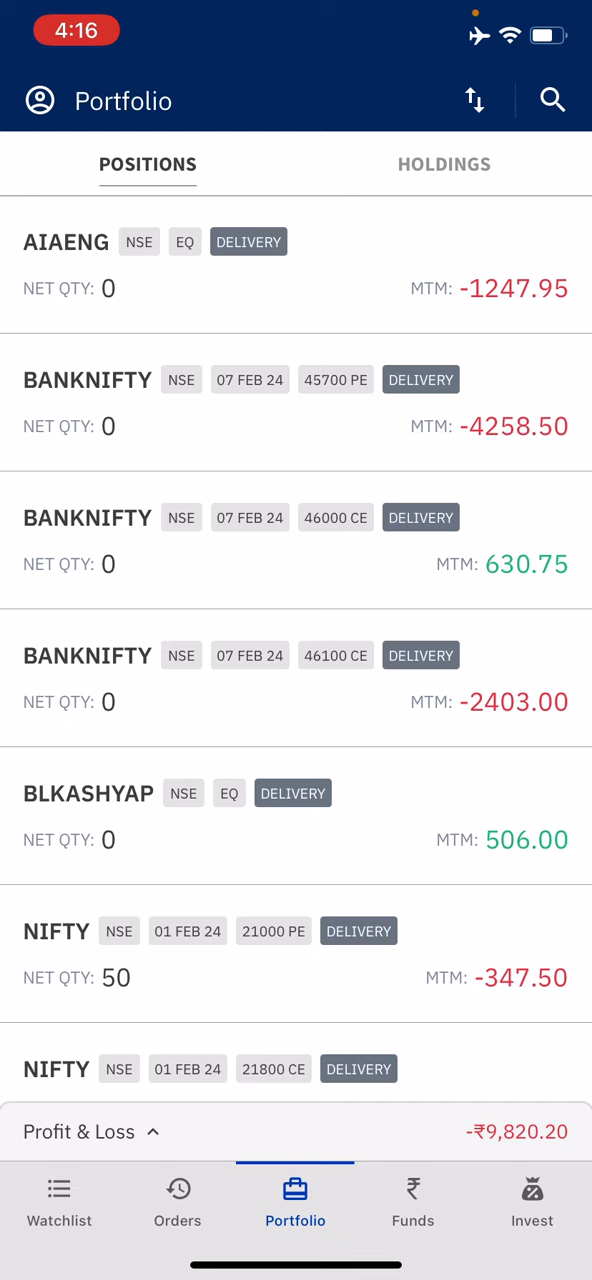 4:16
Portfolio
POSITIONS HOLDINGS
AIAENG NSE EQ DELIVERY
NET QTY: 0 MTM: -1247.95
BANKNIFTY NSE 07 FEB 24 45700 PE DELIVERY
NET QTY: 0 MTM: -4258.50
BANKNIFTY NSE 07 FEB 24 46000 CE DELIVERY
NET QTY: 0 MTM: 630.75
BANKNIFTY NSE 07 FEB 24 46100 CE DELIVERY
NET QTY: 0 MTM: -2403.00
BLKASHYAP NSE EQ DELIVERY
NET QTY: 0 MTM: 506.00
NIFTY NSE 01 FEB 24 21000 PE DELIVERY
NET QTY: 50 MTM: -347.50
NIFTY NSE 01 FEB 24 21800 CE DELIVERY
Profit & Loss -₹9,820.20
Watchlist Orders Portfolio Funds Invest